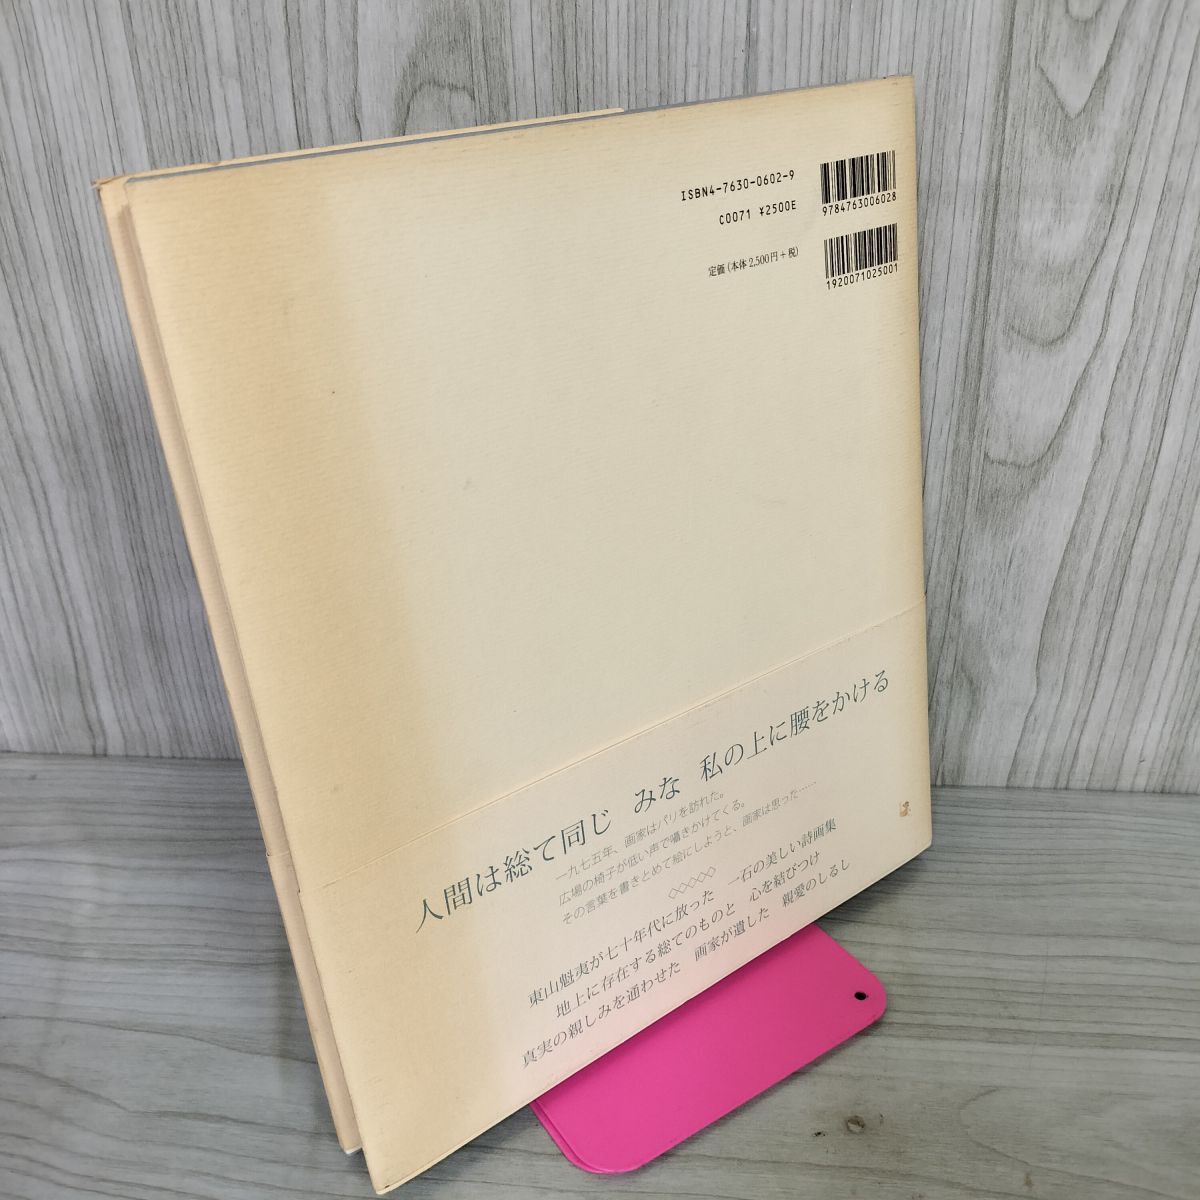 ISBN4-7630-0602-9
C0071 ¥2500E
定価(本体2,500円+税)
9784763006028
1920071025001
人間は総て同じ みな 私の上に腰をかける
一九七五年、画家はパリを訪れた。
広場の椅子が低い声で囁きかけてくる。
その言葉を書きとめて絵にしようと、画家は思った……
◇◇◇◇◇
東山魁夷が七十年代に放った 一石の美しい詩画集
地上に存在する総てのものと 心を結びつけ
真実の親しみを通わせた 画家が遺した 親愛のしるし